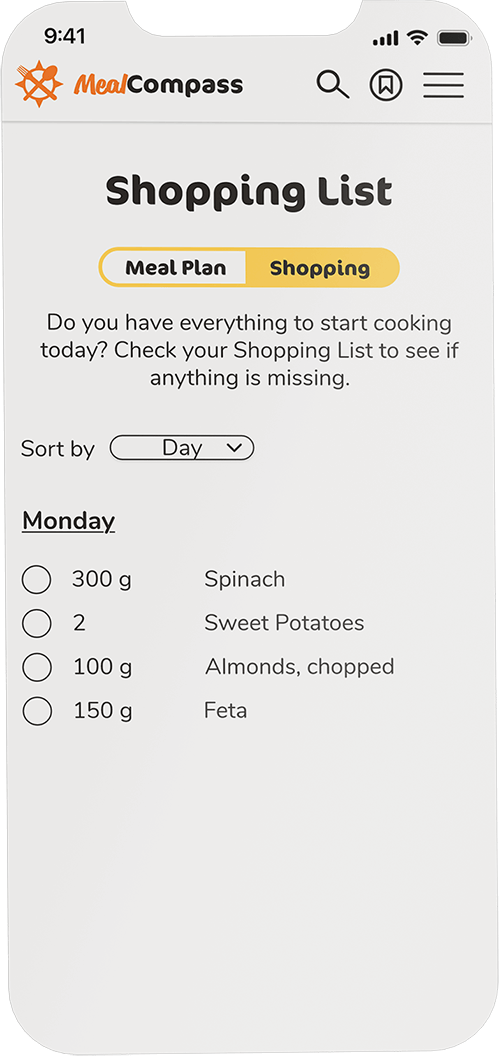 9:41
MealCompass
Shopping List
Meal Plan Shopping
Do you have everything to start cooking
today? Check your Shopping List to see if
anything is missing.
Sort by Day
Monday
300 g Spinach
2 Sweet Potatoes
100 g Almonds, chopped
150 g Feta